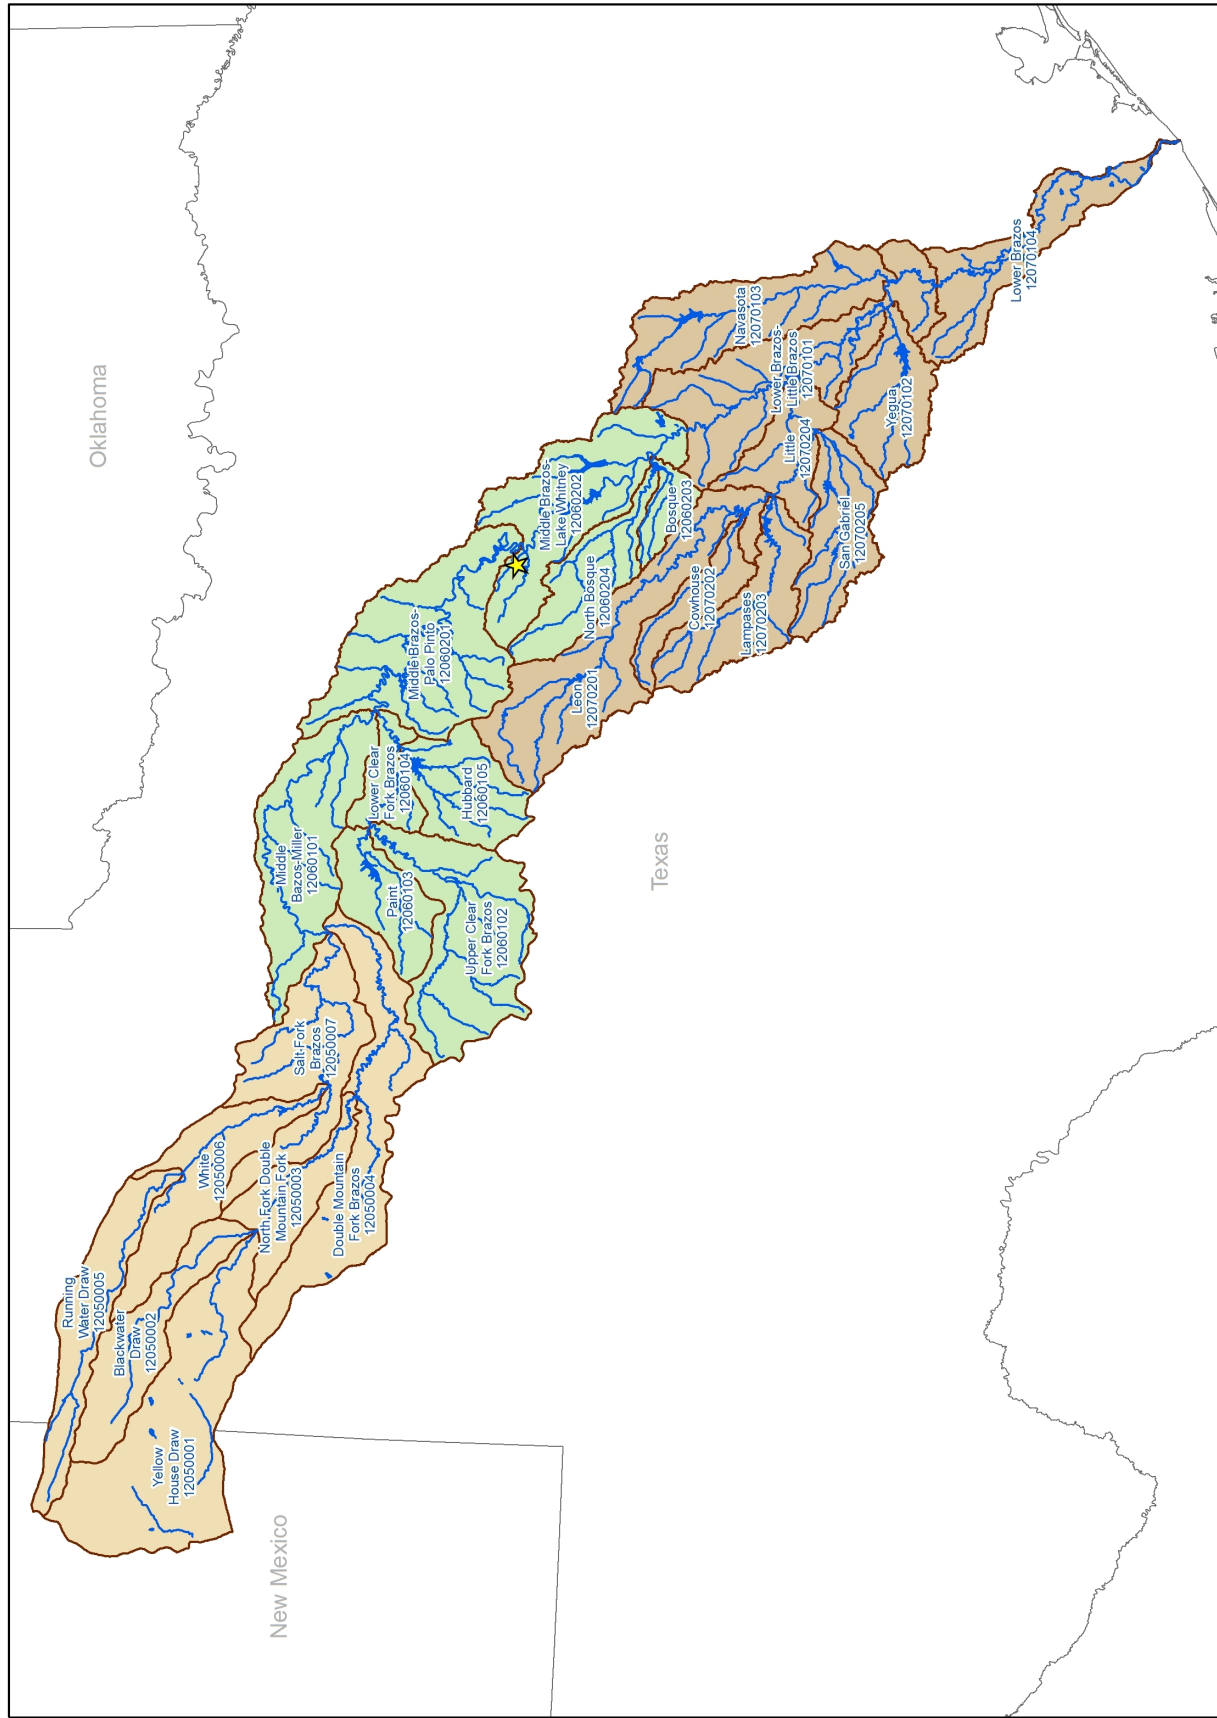 Oklahoma
New Mexico
Texas
Running
Water Draw
12050005
Blackwater
Draw
12050002
Yellow
House Draw
12050001
White
12050006
North Fork Double
Mountain Fork
12050003
Double Mountain
Fork Brazos
12050004
Salt Fork
Brazos
12050007
Middle
Bazos-Miller
12060101
Paint
12060103
Upper Clear
Fork Brazos
12060102
Lower Clear
Fork Brazos
12060104
Hubbard
12060105
Middle Brazos-
Palo Pinto
12060201
Middle Brazos-
Lake Whitney
12060202
North Bosque
12060204
Bosque
12060203
Leon
12070201
Cowhouse
12070202
Lampases
12070203
Little
12070204
San Gabriel
12070205
Navasota
12070103
Lower Brazos-
Little Brazos
12070101
Yegua
12070102
Lower Brazos
12070104